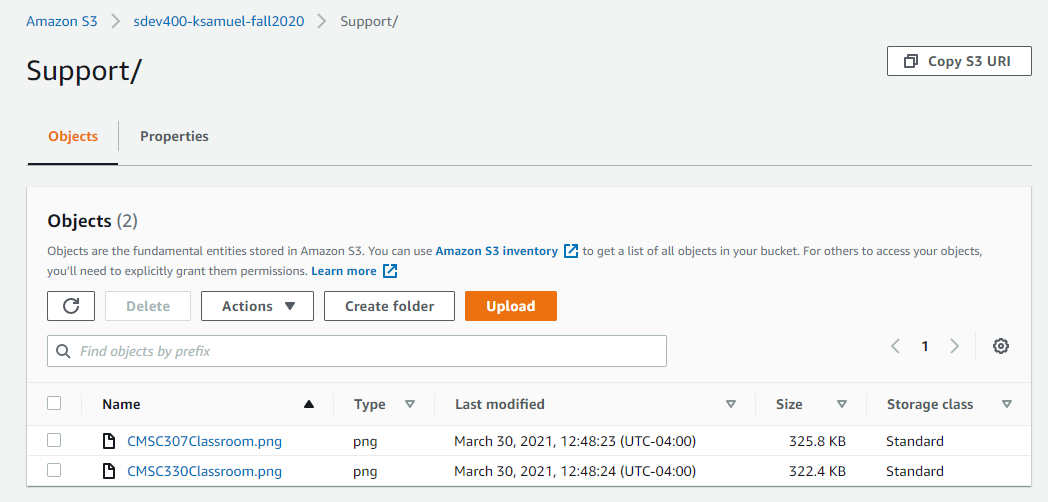 Amazon S3 > sdev400-ksamuel-fall2020 > Support/
Support/
Copy S3 URI
Objects Properties
Objects (2)
Objects are the fundamental entities stored in Amazon S3. You can use Amazon S3 inventory to get a list of all objects in your bucket. For others to access your objects,
you'll need to explicitly grant them permissions. Learn more
Delete Actions Create folder Upload
Find objects by prefix
1
Name Type Last modified Size Storage class
CMSC307Classroom.png png March 30, 2021, 12:48:23 (UTC-04:00) 325.8 KB Standard
CMSC330Classroom.png png March 30, 2021, 12:48:24 (UTC-04:00) 322.4 KB Standard